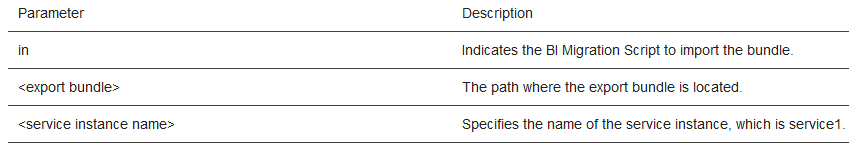 Parameter Description
in Indicates the BI Migration Script to import the bundle.
<export bundle> The path where the export bundle is located.
<service instance name> Specifies the name of the service instance, which is service1.